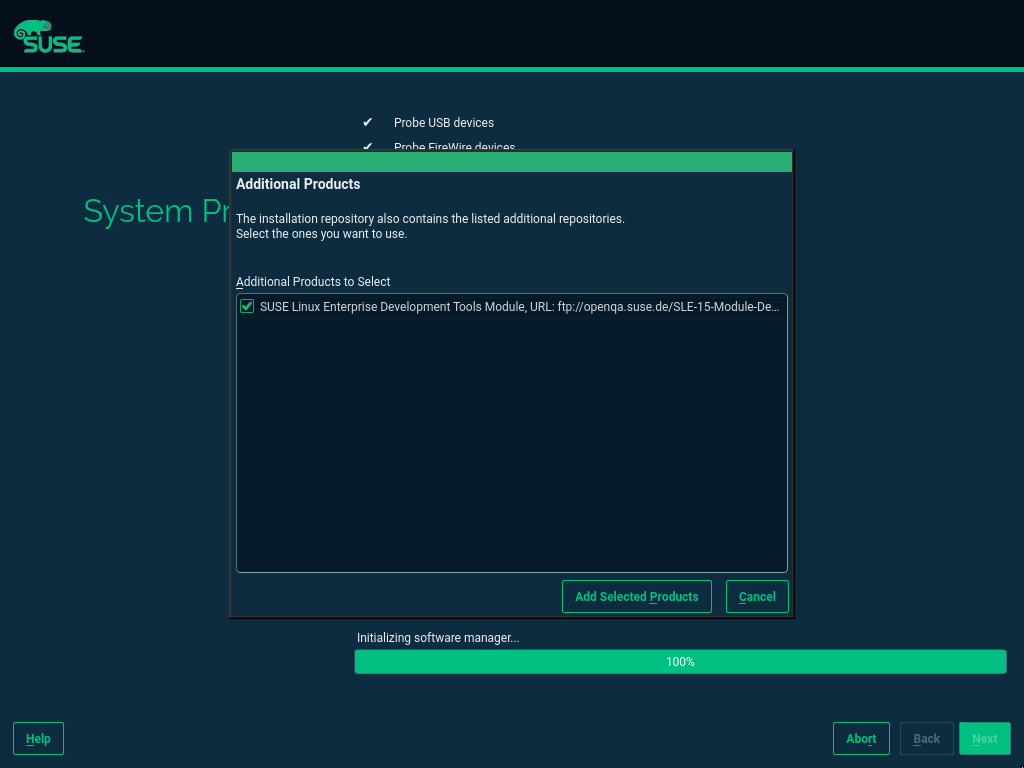 SUSE
✔ Probe USB devices
✔ Probe FireWire devices
System Pr
Additional Products
The installation repository also contains the listed additional repositories.
Select the ones you want to use.
Additional Products to Select
SUSE Linux Enterprise Development Tools Module, URL: ftp://openqa.suse.de/SLE-15-Module-De...
Add Selected Products Cancel
Initializing software manager...
100%
Help Abort Back Next